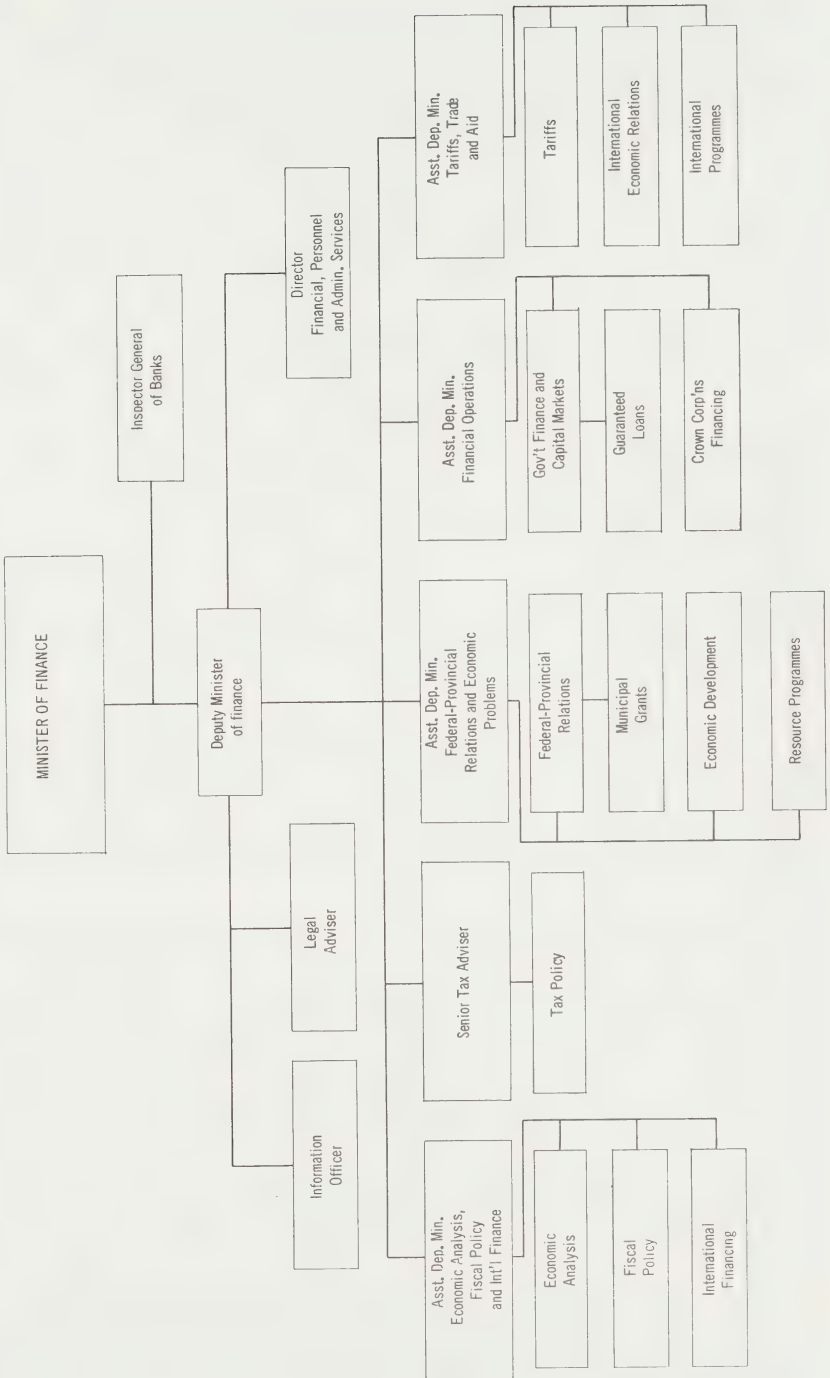 MINISTER OF FINANCE
Inspector General
of Banks
Deputy Minister
of finance
Information
Officer
Legal
Adviser
Director
Financial, Personnel
and Admin. Services
Asst. Dep. Min.
Economic Analysis,
Fiscal Policy
and Int'l Finance
Economic
Analysis
Fiscal
Policy
International
Financing
Senior Tax Adviser
Tax Policy
Asst. Dep. Min.
Federal-Provincial
Relations and Economic
Problems
Federal-Provincial
Relations
Municipal
Grants
Economic Development
Resource Programmes
Asst. Dep. Min.
Financial Operations
Gov't Finance and
Capital Markets
Guaranteed
Loans
Crown Corp'ns
Financing
Asst. Dep. Min.
Tariffs, Trade
and Aid
Tariffs
International
Economic Relations
International
Programmes